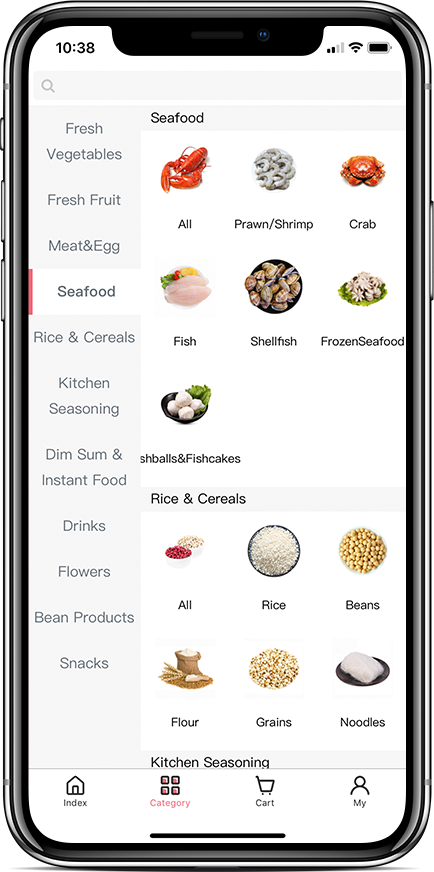 10:38
Fresh
Vegetables
Fresh Fruit
Meat&Egg
Seafood
Rice & Cereals
Kitchen
Seasoning
Dim Sum &
Instant Food
Drinks
Flowers
Bean Products
Snacks
Seafood
All Prawn/Shrimp Crab
Fish Shellfish FrozenSeafood
shballs&Fishcakes
Rice & Cereals
All Rice Beans
Flour Grains Noodles
Kitchen Seasoning
Index Category Cart My